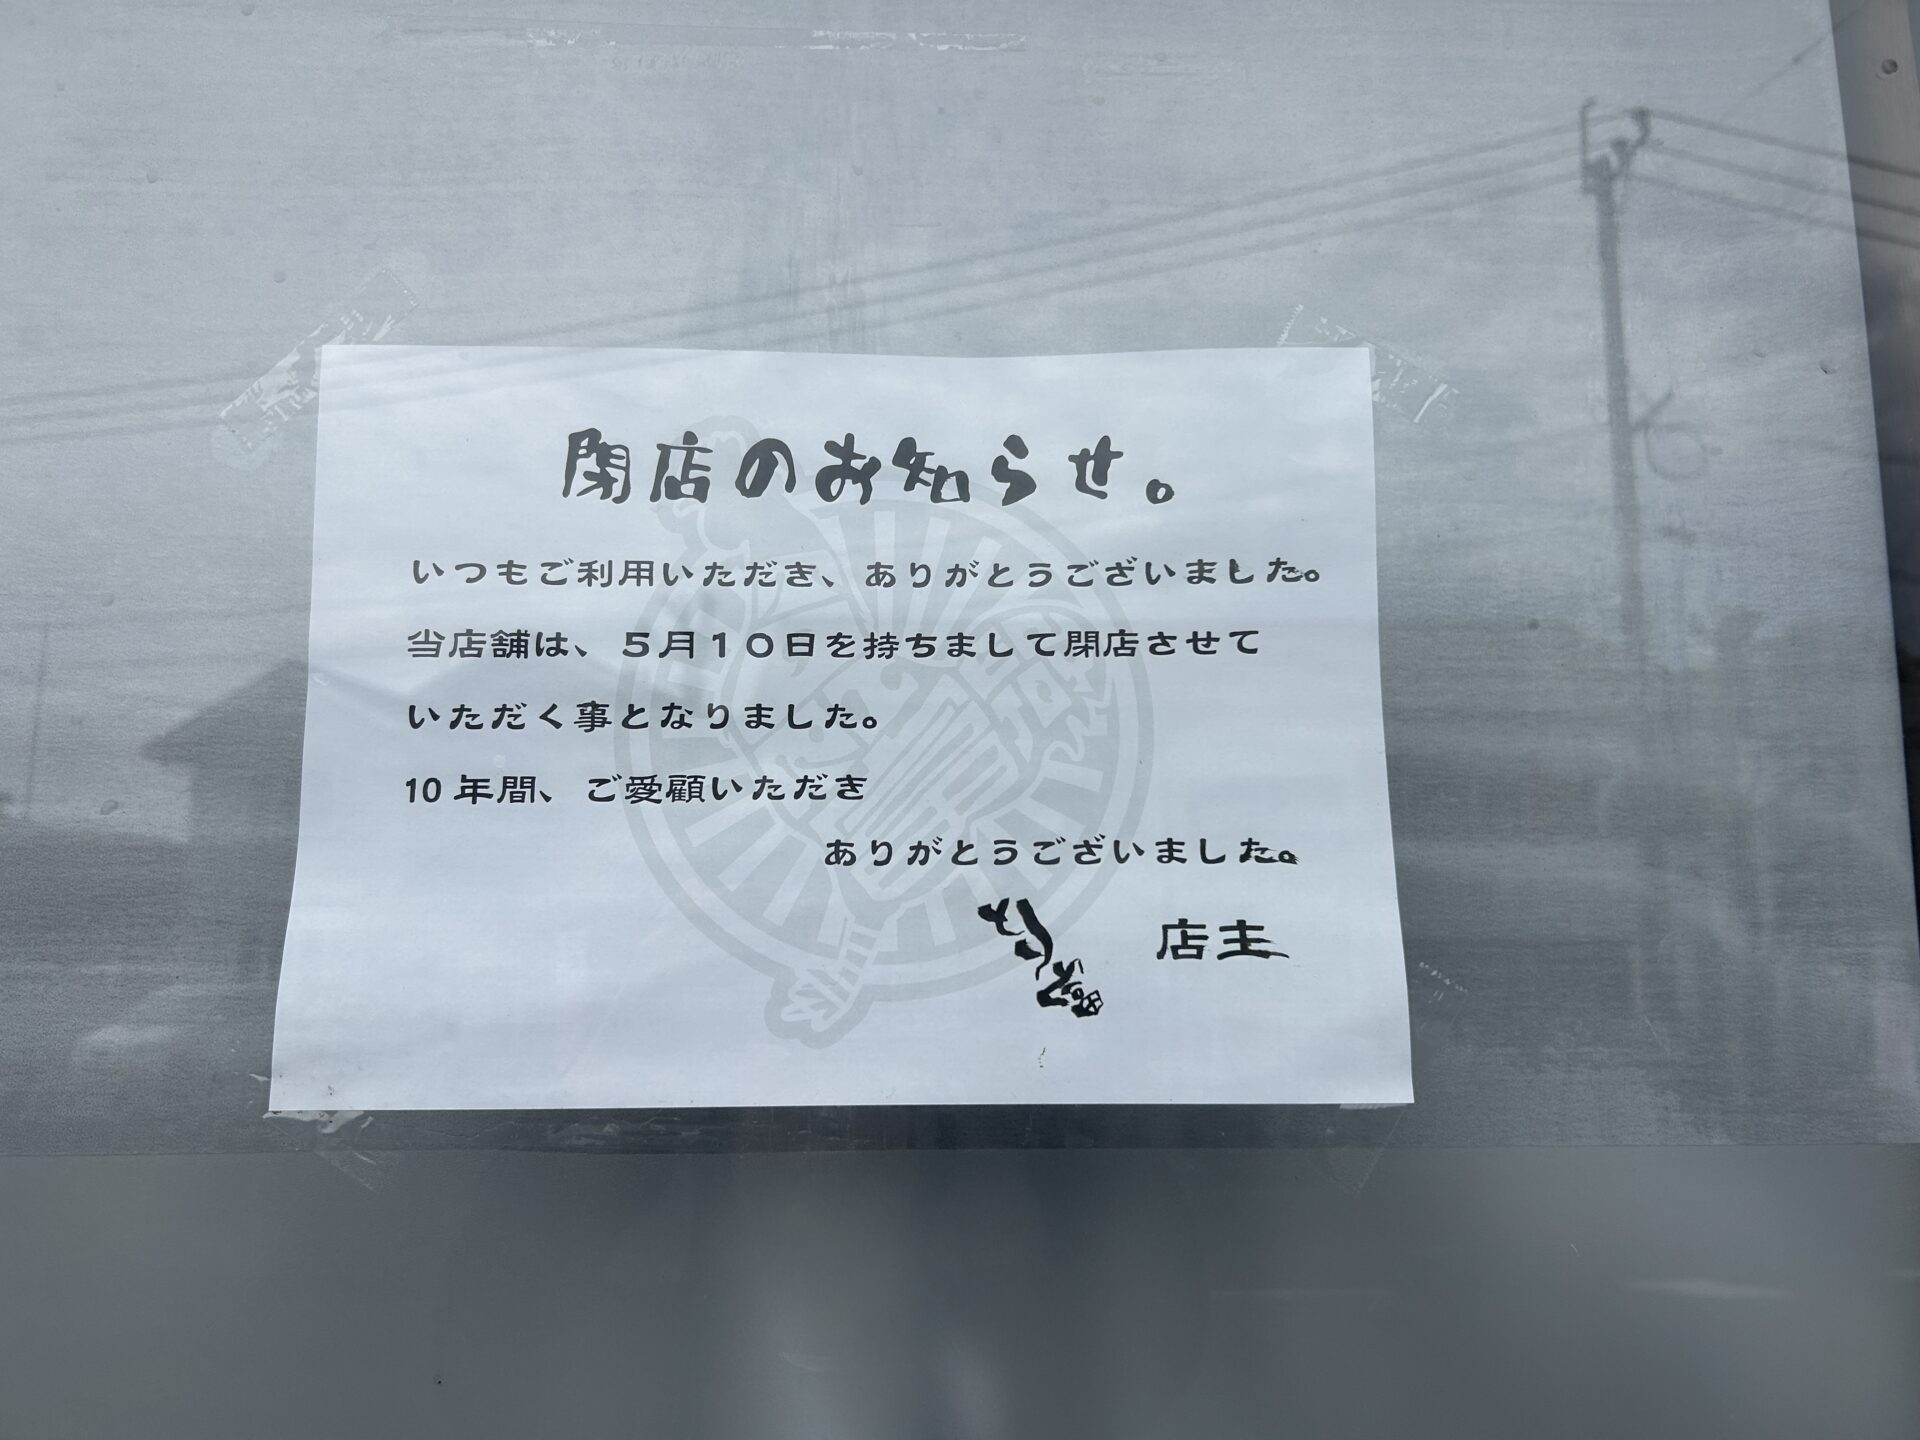 閉店のお知らせ。
いつもご利用いただき、ありがとうございました。
当店舗は、５月１０日を持ちまして閉店させて
いただく事となりました。
10 年間、ご愛顧いただき
ありがとうございました。
店主